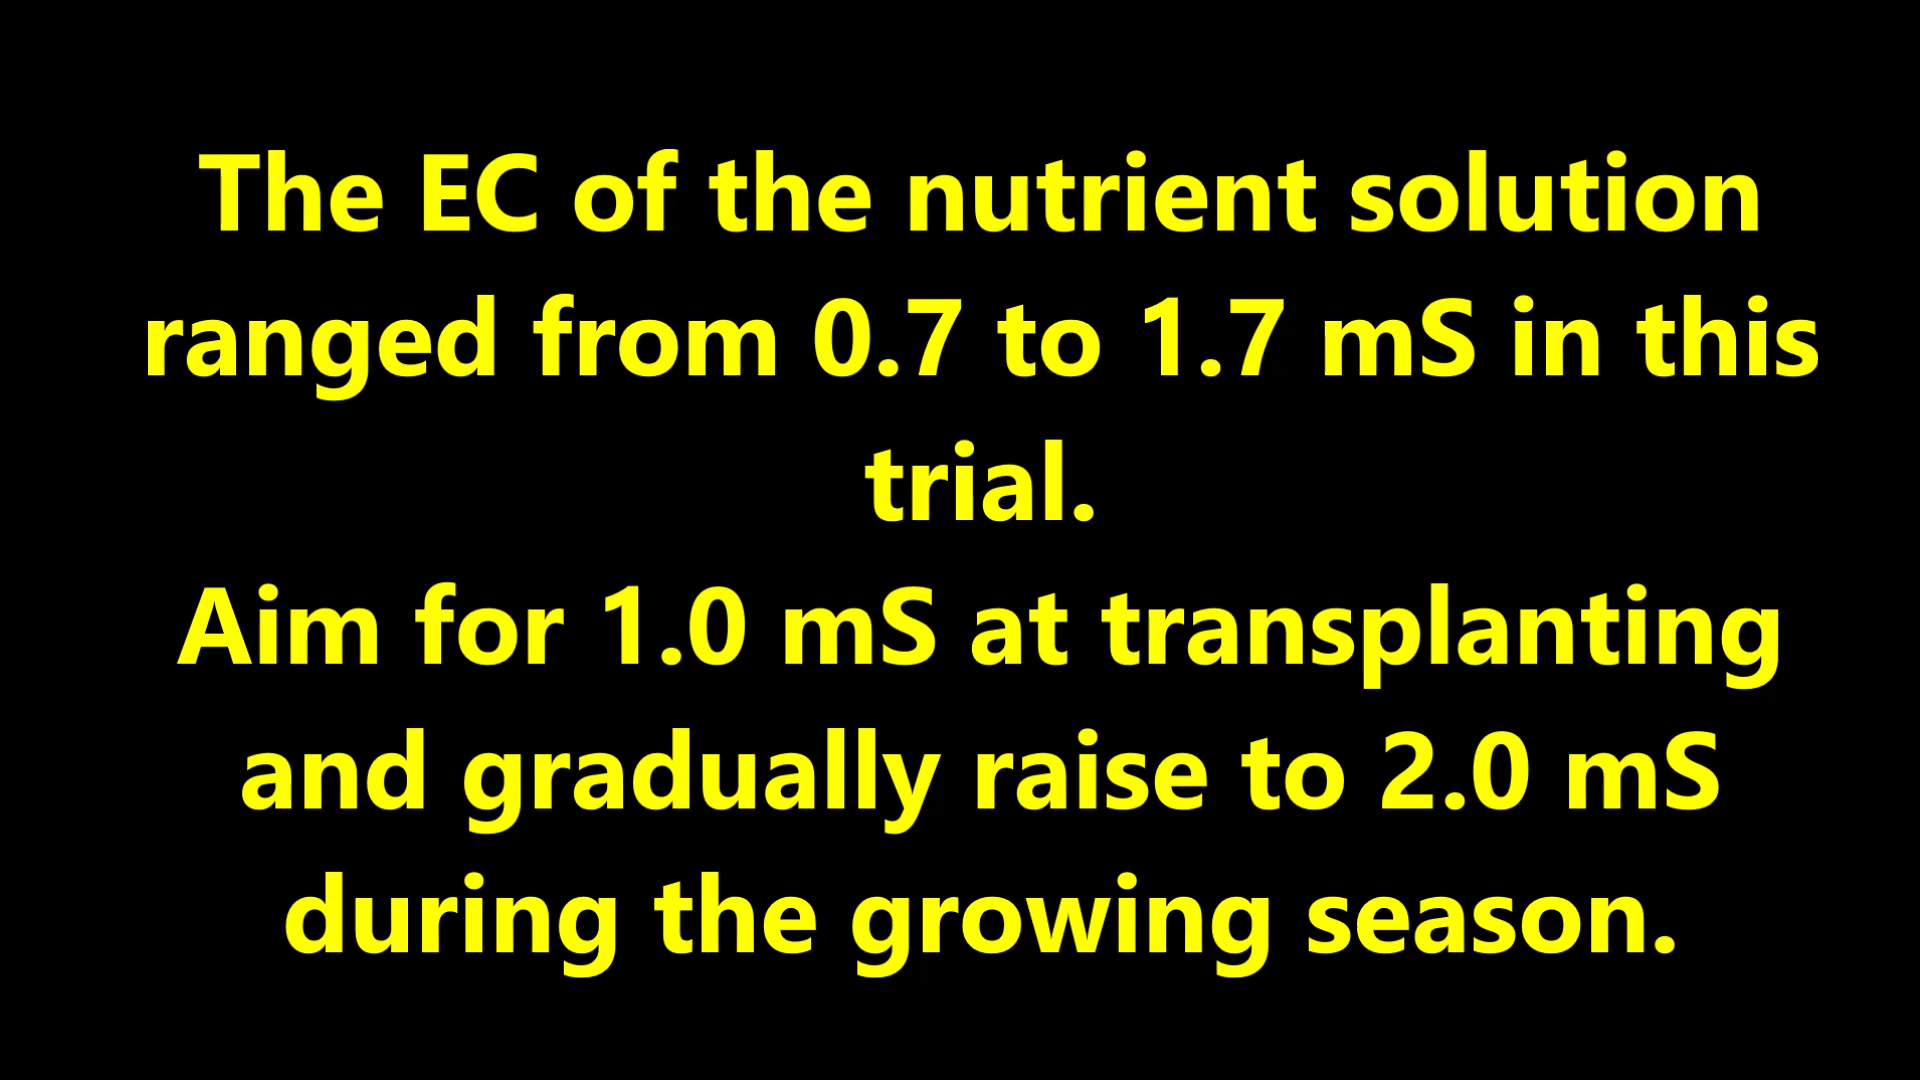 The EC of the nutrient solution
ranged from 0.7 to 1.7 mS in this
trial.
Aim for 1.0 mS at transplanting
and gradually raise to 2.0 mS
during the growing season.